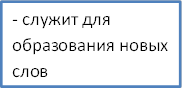 - служит для
образования новых
слов